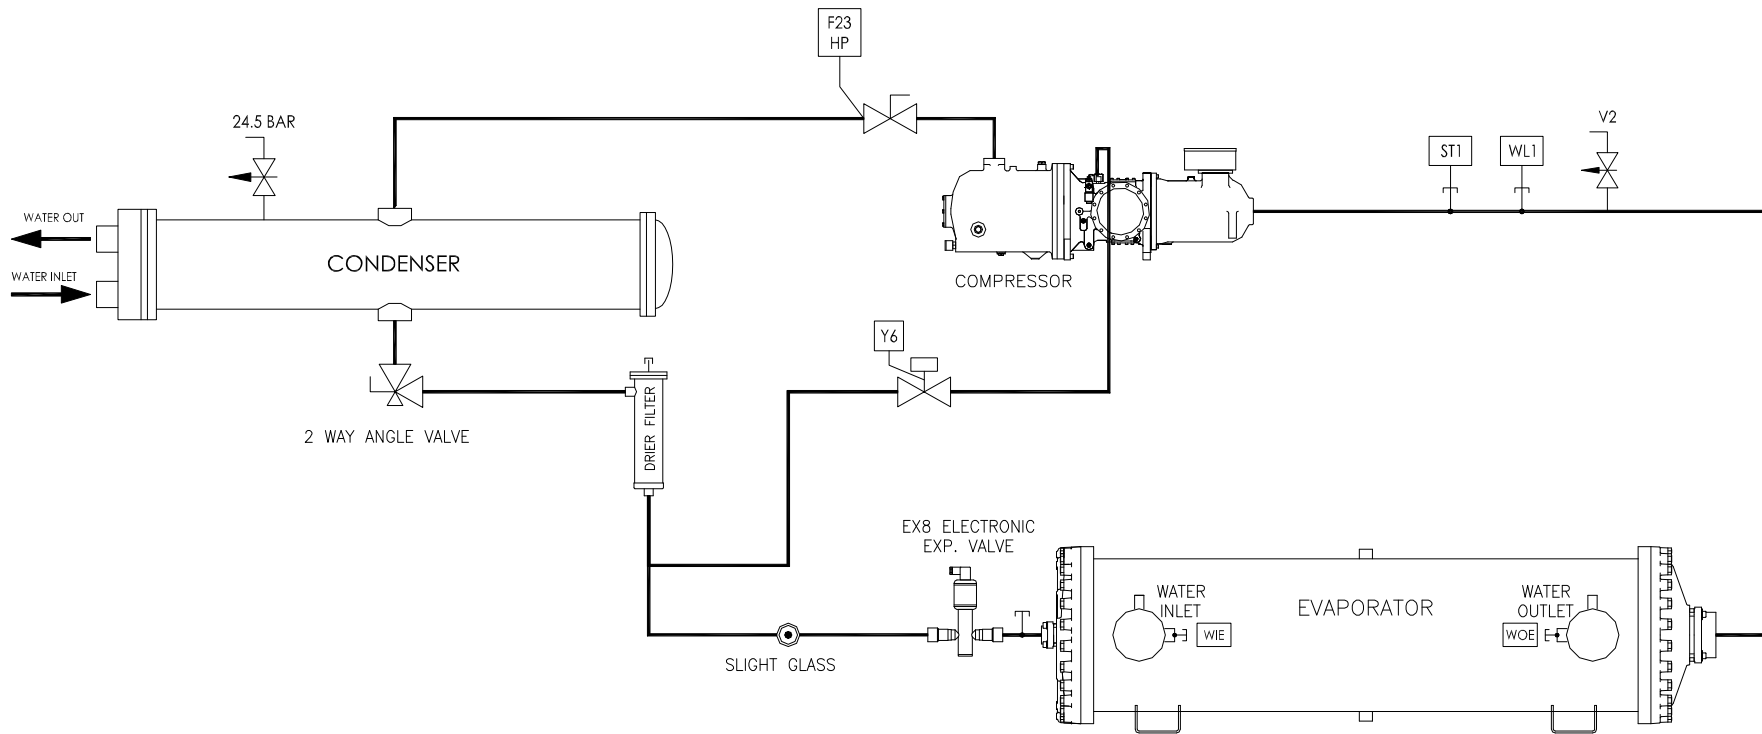 F23
HP
24.5 BAR
V2
ST1
WL1
WATER OUT
WATER INLET
CONDENSER
COMPRESSOR
Y6
DRIER FILTER
2 WAY ANGLE VALVE
EX8 ELECTRONIC
EXP. VALVE
WATER
INLET
EVAPORATOR
WATER
OUTLET
WIE
WOE
SLIGHT GLASS